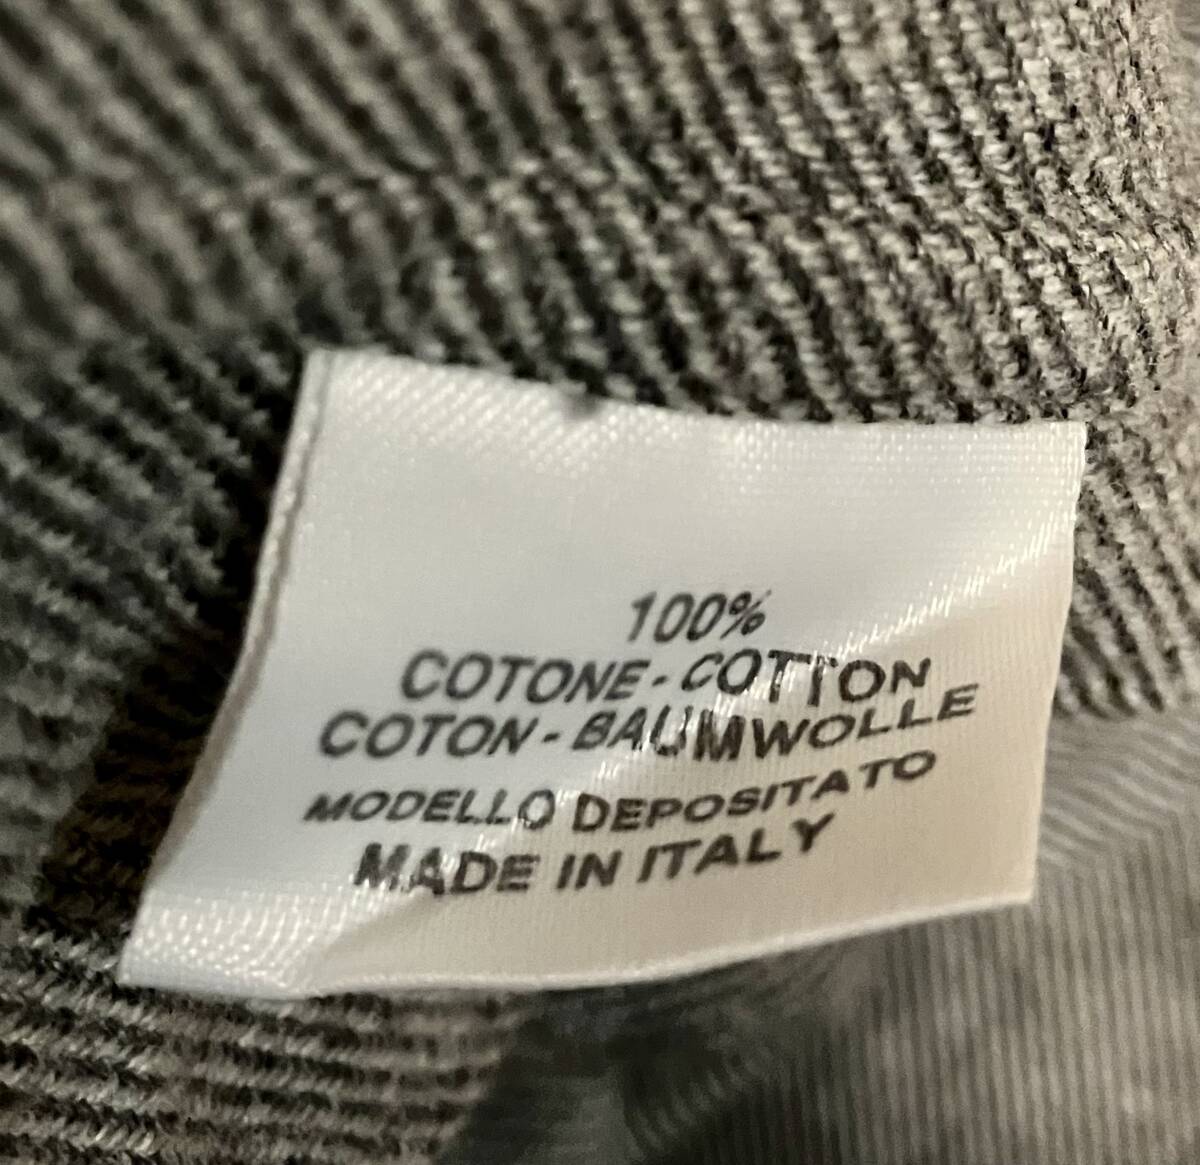 100%
COTONE-COTTON
COTON-BAUMWOLLE
MODELLO DEPOSITATO
MADE IN ITALY